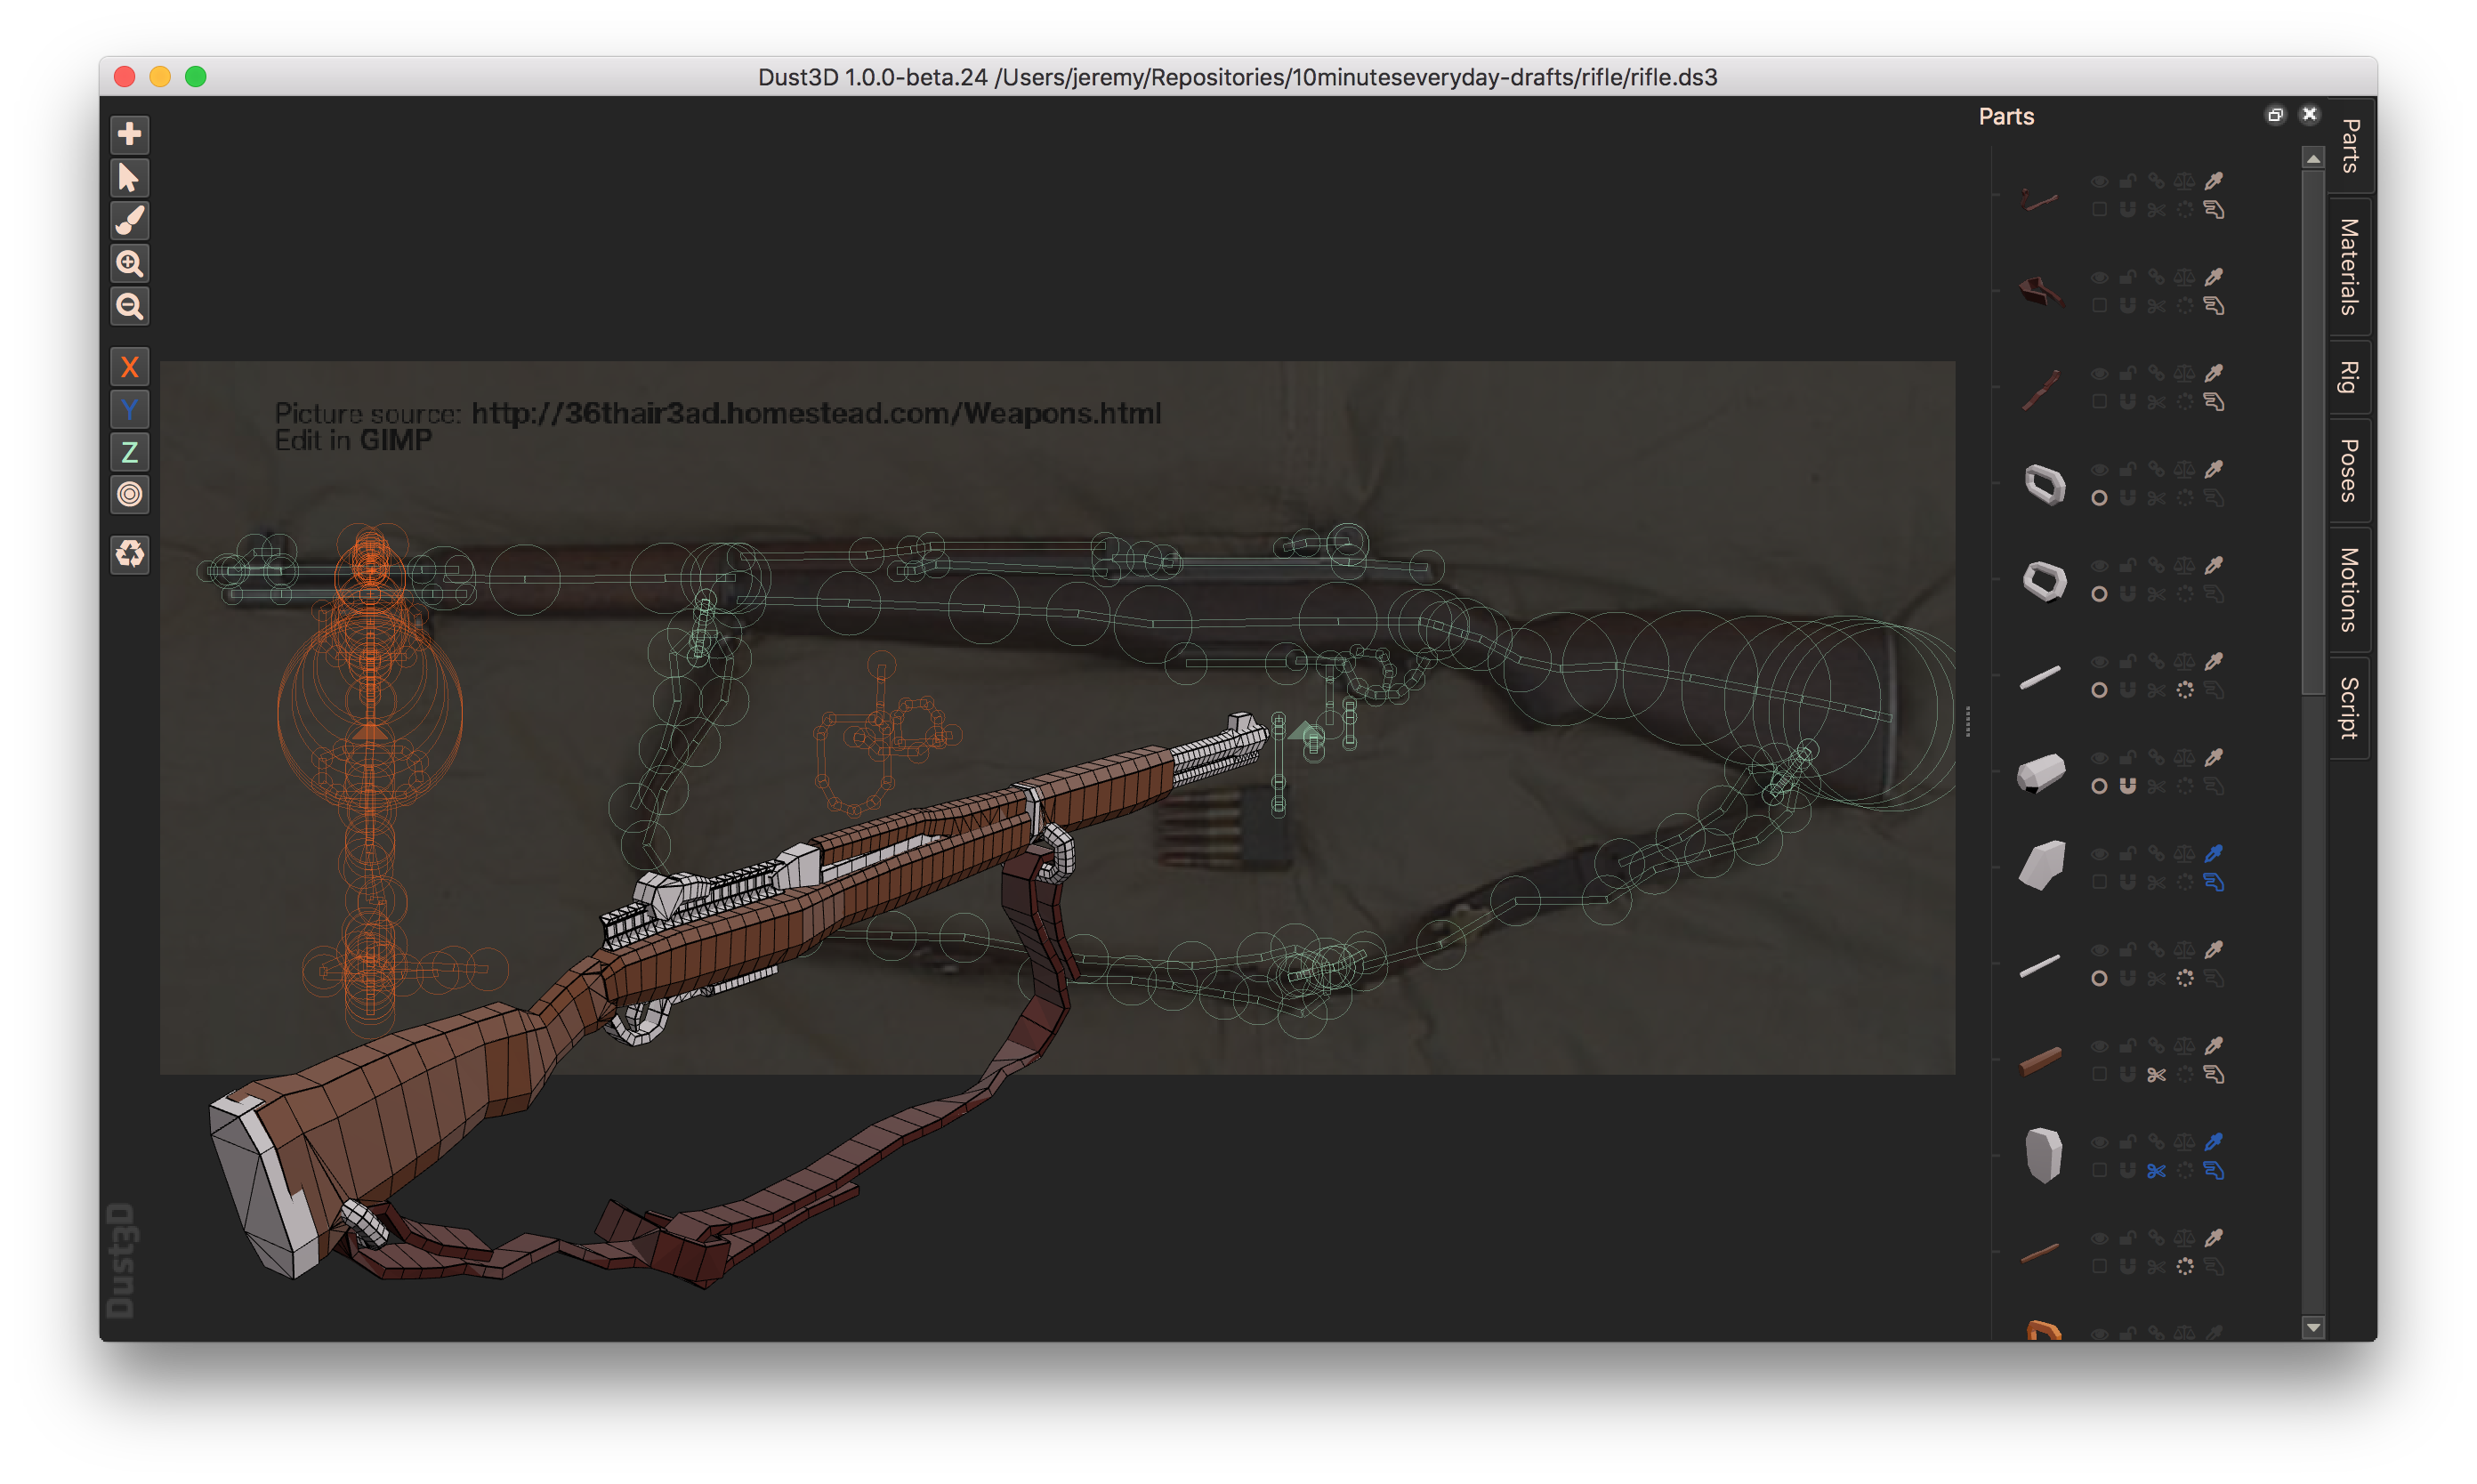 Dust3D 1.0.0-beta.24 /Users/jeremy/Repositories/10minuteseveryday-drafts/rifle/rifle.ds3
Parts
Parts
Materials
Rig
Poses
Motions
Script
X
Y
Z
Picture source: http://36thair3ad.homestead.com/Weapons.html
Edit in GIMP
Dust3D